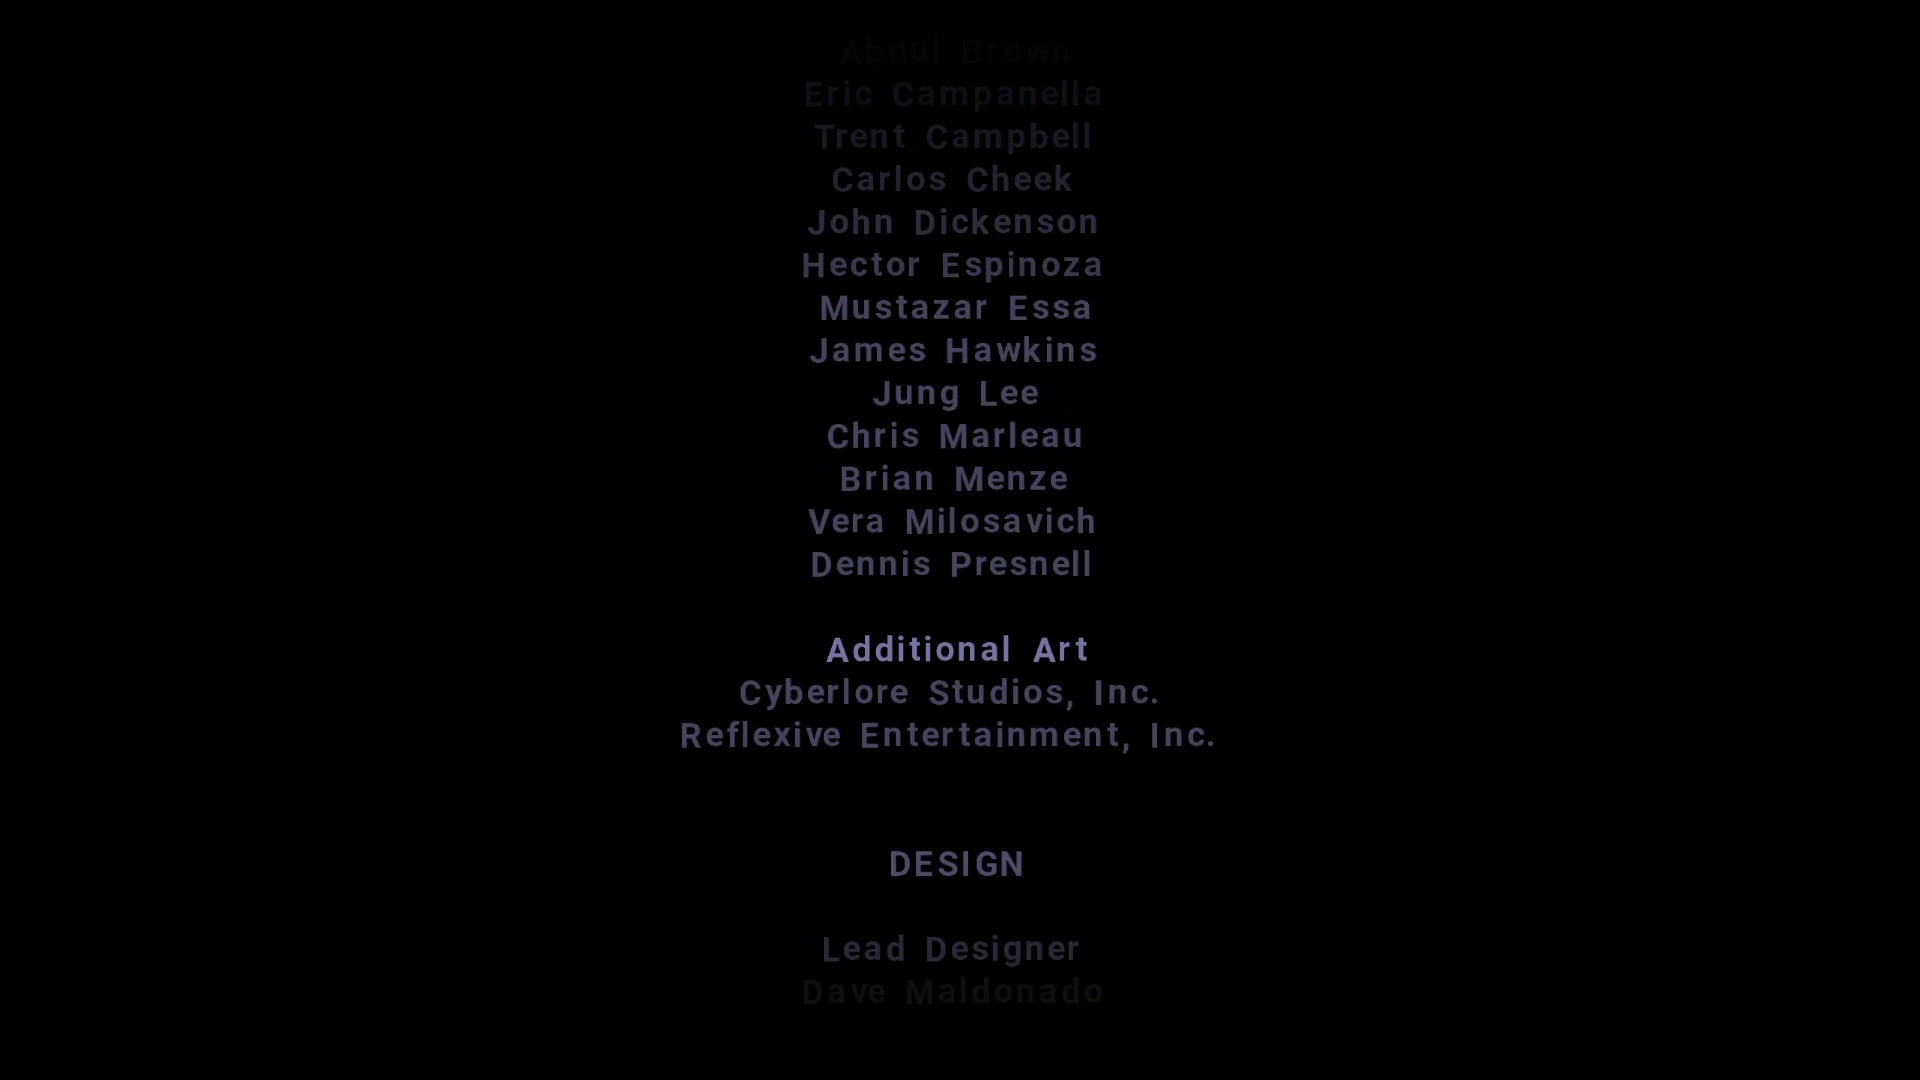 Abdul Brown
Eric Campanella
Trent Campbell
Carlos Cheek
John Dickenson
Hector Espinoza
Mustazar Essa
James Hawkins
Jung Lee
Chris Marleau
Brian Menze
Vera Milosavich
Dennis Presnell
Additional Art
Cyberlore Studios, Inc.
Reflexive Entertainment, Inc.
DESIGN
Lead Designer
Dave Maldonado